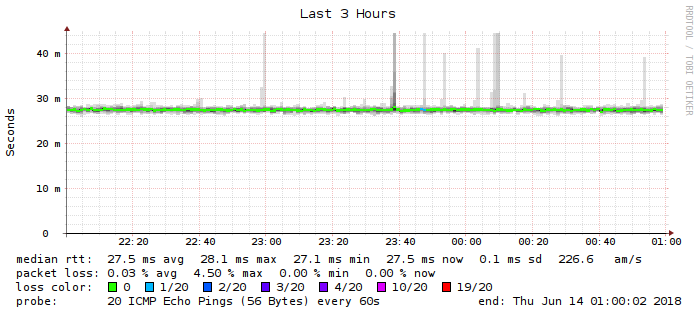 Last 3 Hours
RRDTOOL / TOBI OETIKER
Seconds
40 m
30 m
20 m
10 m
0
22:20 22:40 23:00 23:20 23:40 00:00 00:20 00:40 01:00
median rtt: 27.5 ms avg 28.1 ms max 27.1 ms min 27.5 ms now 0.1 ms sd 226.6 am/s
packet loss: 0.03 % avg 4.50 % max 0.00 % min 0.00 % now
loss color: 0 1/20 2/20 3/20 4/20 10/20 19/20
probe: 20 ICMP Echo Pings (56 Bytes) every 60s end: Thu Jun 14 01:00:02 2018